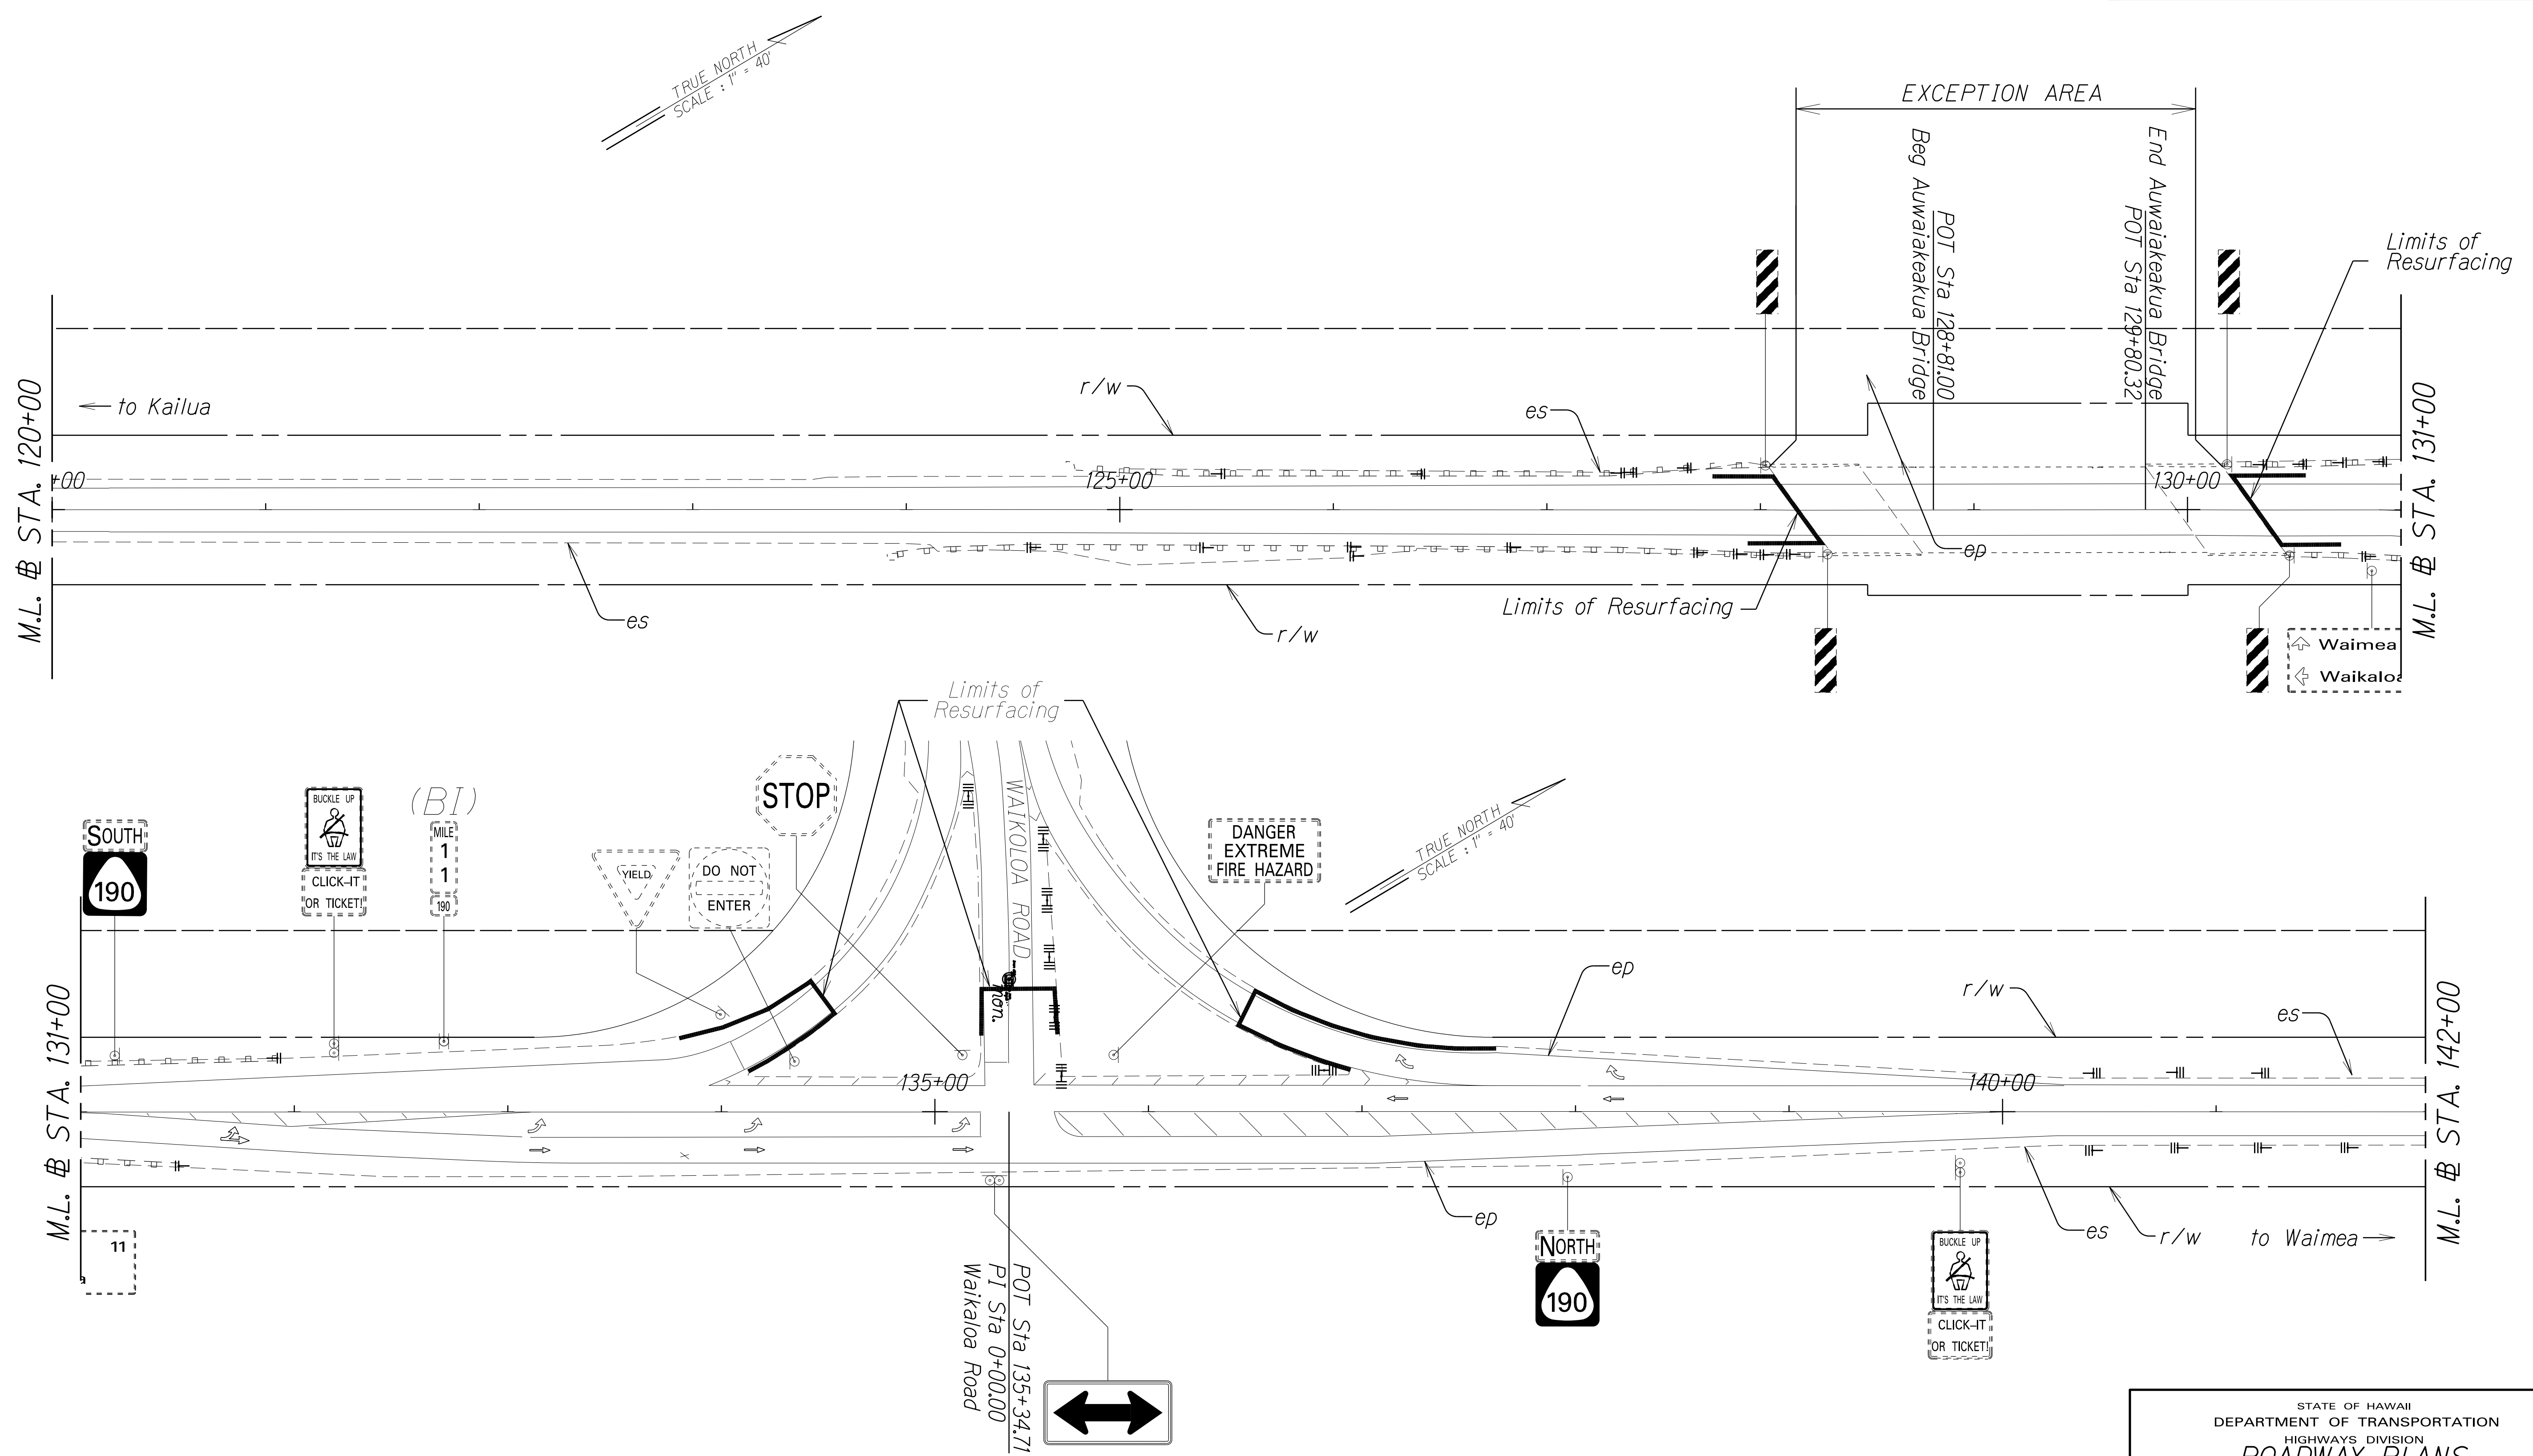 TRUE NORTH
SCALE : 1" = 40'
EXCEPTION AREA
Beg Auwaiakeakua Bridge
POT Sta 128+81.00
End Auwaiakeakua Bridge
POT Sta 129+80.32
Limits of
Resurfacing
M.L. ℄ STA. 120+00
← to Kailua
r/w
es
+00
125+00
130+00
M.L. ℄ STA. 131+00
es
r/w
Limits of Resurfacing
ep
Waimea
Waikaloa
Limits of
Resurfacing
TRUE NORTH
SCALE : 1" = 40'
SOUTH
190
BUCKLE UP
IT'S THE LAW
CLICK-IT
OR TICKET!
(BI)
MILE
1
1
190
YIELD
DO NOT
ENTER
STOP
WAIKOLOA ROAD
mon.
DANGER
EXTREME
FIRE HAZARD
ep
r/w
es
M.L. ℄ STA. 131+00
135+00
140+00
M.L. ℄ STA. 142+00
11
ep
es
r/w
to Waimea →
POT Sta 135+34.71
PI Sta 0+00.00
Waikaloa Road
NORTH
190
BUCKLE UP
IT'S THE LAW
CLICK-IT
OR TICKET!
STATE OF HAWAII
DEPARTMENT OF TRANSPORTATION
HIGHWAYS DIVISION
ROADWAY PLANS